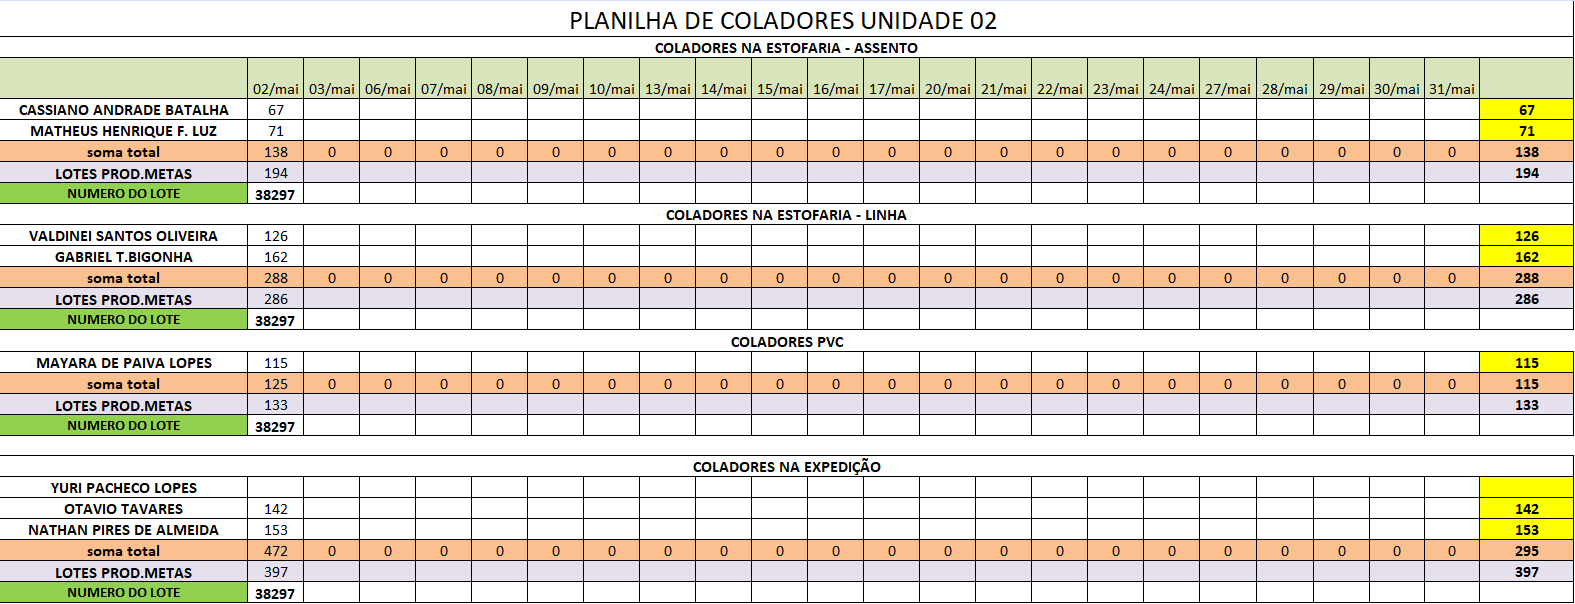 PLANILHA DE COLADORES UNIDADE 02
COLADORES NA ESTOFARIA - ASSENTO
02/mai 03/mai 06/mai 07/mai 08/mai 09/mai 10/mai 13/mai 14/mai 15/mai 16/mai 17/mai 20/mai 21/mai 22/mai 23/mai 24/mai 27/mai 28/mai 29/mai 30/mai 31/mai
CASSIANO ANDRADE BATALHA 67 67
MATHEUS HENRIQUE F. LUZ 71 71
soma total 138 0 0 0 0 0 0 0 0 0 0 0 0 0 0 0 0 0 0 0 0 0 138
LOTES PROD.METAS 194 194
NUMERO DO LOTE 38297
COLADORES NA ESTOFARIA - LINHA
VALDINEI SANTOS OLIVEIRA 126 126
GABRIEL T.BIGONHA 162 162
soma total 288 0 0 0 0 0 0 0 0 0 0 0 0 0 0 0 0 0 0 0 0 0 288
LOTES PROD.METAS 286 286
NUMERO DO LOTE 38297
COLADORES PVC
MAYARA DE PAIVA LOPES 115 115
soma total 125 0 0 0 0 0 0 0 0 0 0 0 0 0 0 0 0 0 0 0 0 0 115
LOTES PROD.METAS 133 133
NUMERO DO LOTE 38297
COLADORES NA EXPEDIÇÃO
YURI PACHECO LOPES
OTAVIO TAVARES 142 142
NATHAN PIRES DE ALMEIDA 153 153
soma total 472 0 0 0 0 0 0 0 0 0 0 0 0 0 0 0 0 0 0 0 0 0 295
LOTES PROD.METAS 397 397
NUMERO DO LOTE 38297